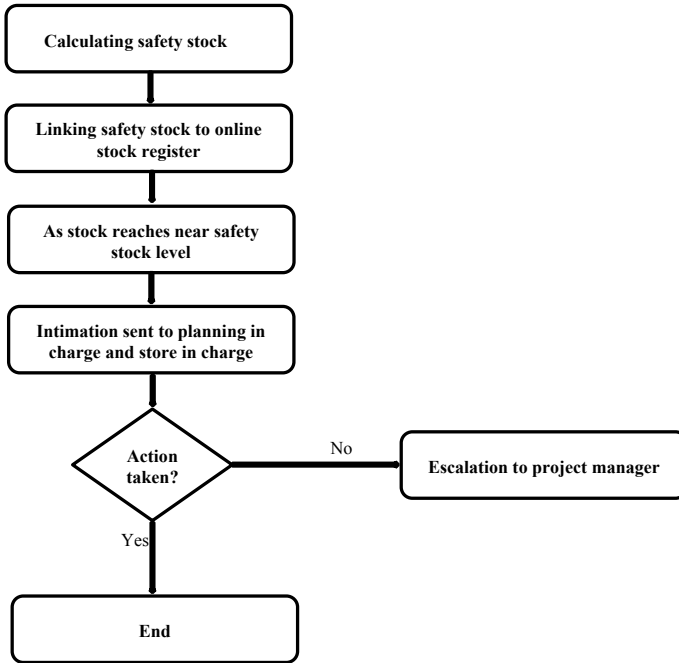 Calculating safety stock
Linking safety stock to online
stock register
As stock reaches near safety
stock level
Intimation sent to planning in
charge and store in charge
Action
taken?
No
Escalation to project manager
Yes
End